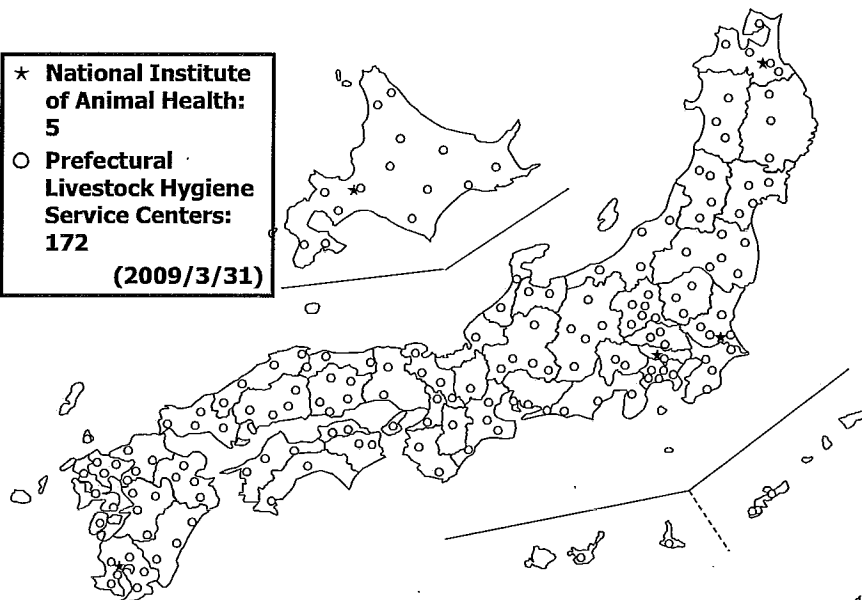 ★ National Institute
of Animal Health:
5
○ Prefectural
Livestock Hygiene
Service Centers:
172
(2009/3/31)